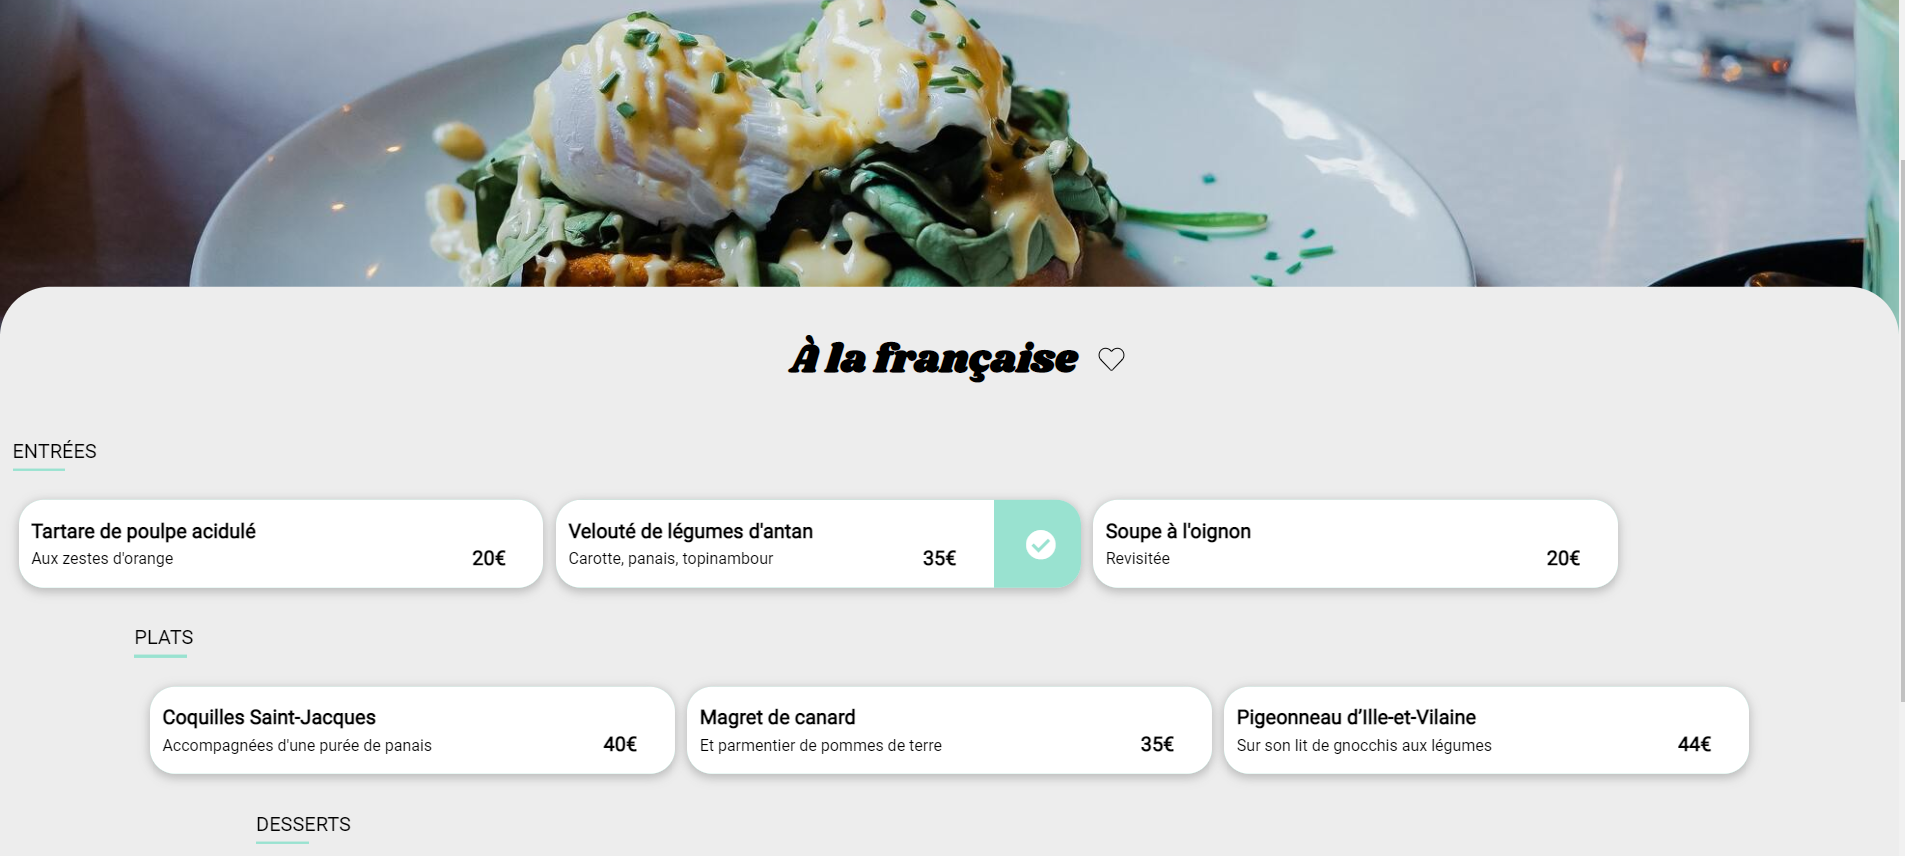 À la française
ENTRÉES
Tartare de poulpe acidulé
Aux zestes d'orange
20€
Velouté de légumes d'antan
Carotte, panais, topinambour
35€
Soupe à l'oignon
Revisitée
20€
PLATS
Coquilles Saint-Jacques
Accompagnées d'une purée de panais
40€
Magret de canard
Et parmentier de pommes de terre
35€
Pigeonneau d’Ille-et-Vilaine
Sur son lit de gnocchis aux légumes
44€
DESSERTS